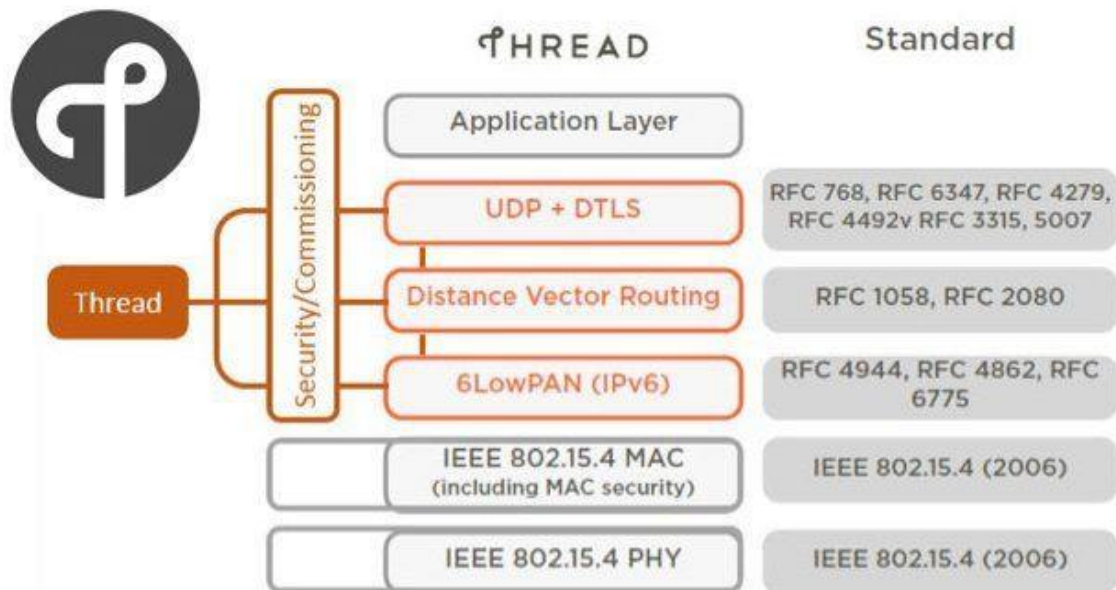 THREAD
Standard
Application Layer
UDP + DTLS
RFC 768, RFC 6347, RFC 4279,
RFC 4492v RFC 3315, 5007
Thread
Security/Commissioning
Distance Vector Routing
RFC 1058, RFC 2080
6LowPAN (IPv6)
RFC 4944, RFC 4862, RFC
6775
IEEE 802.15.4 MAC
(including MAC security)
IEEE 802.15.4 (2006)
IEEE 802.15.4 PHY
IEEE 802.15.4 (2006)